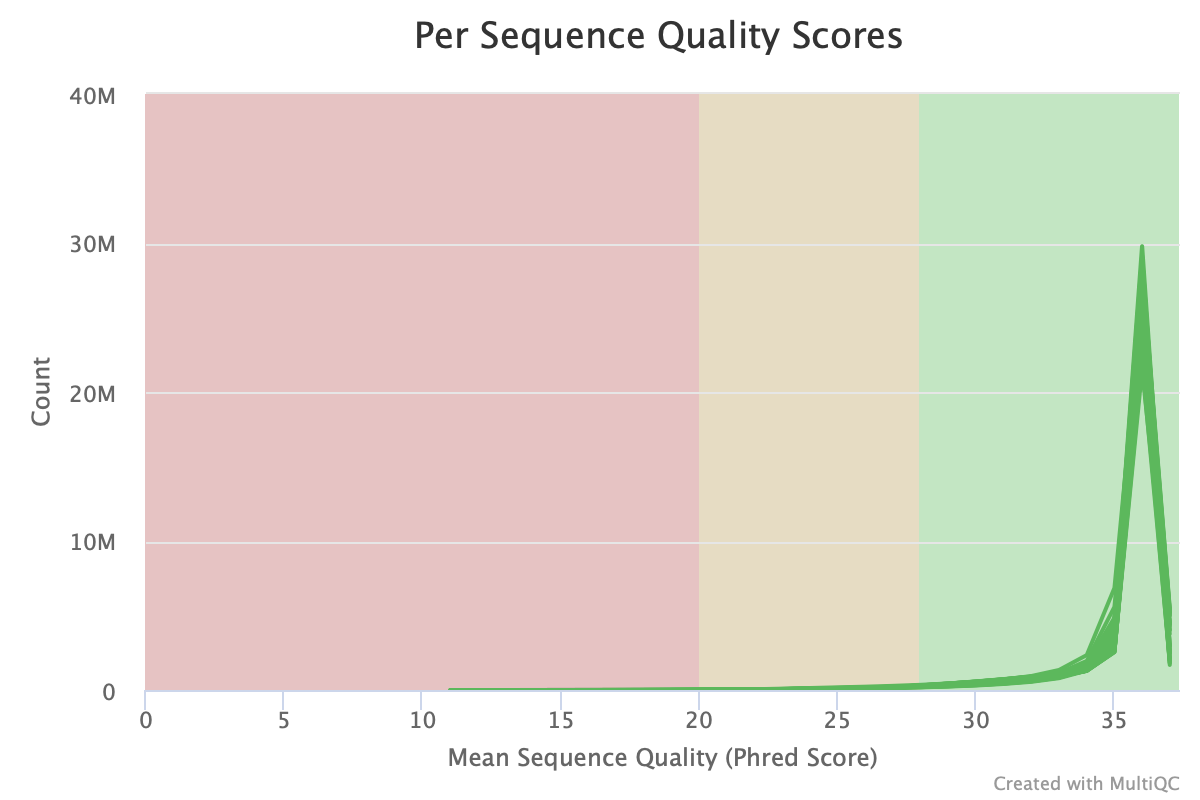 Per Sequence Quality Scores
40M
30M
20M
10M
0
Count
0 5 10 15 20 25 30 35
Mean Sequence Quality (Phred Score)
Created with MultiQC